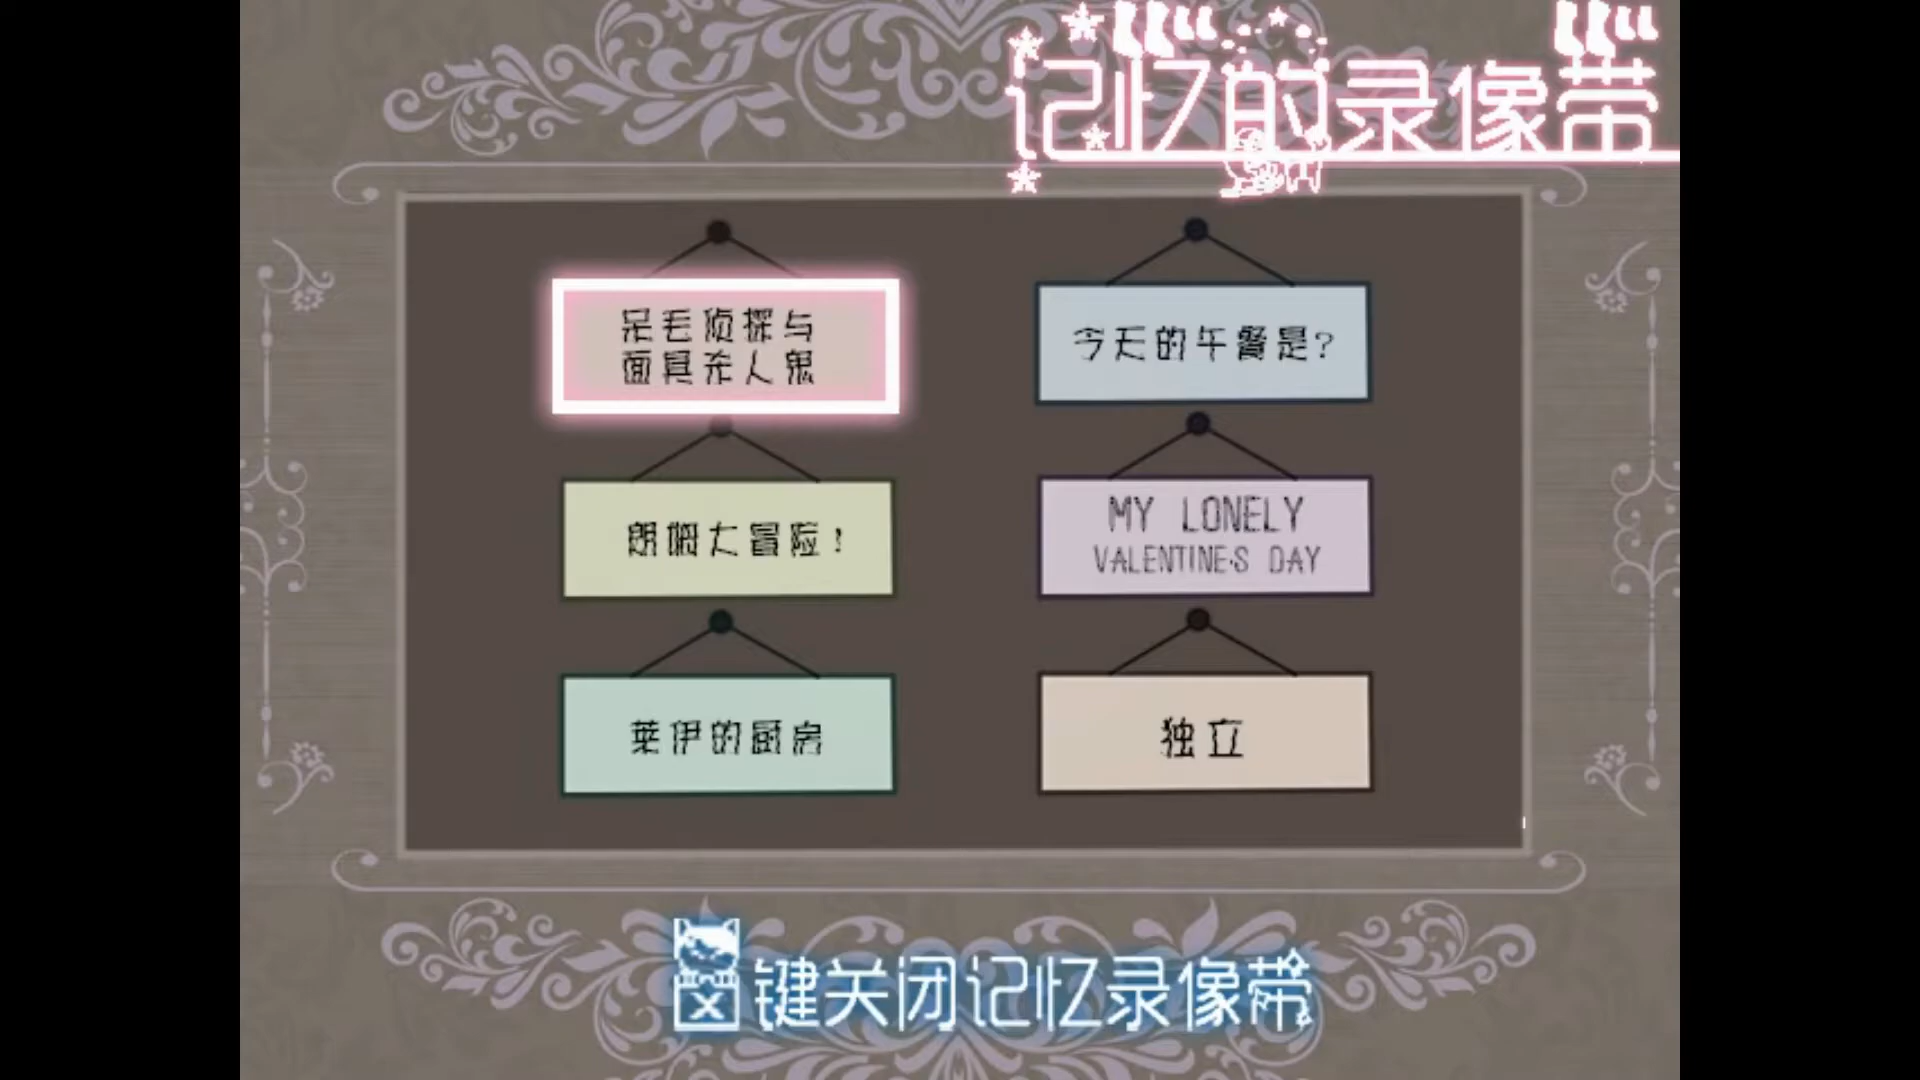 记忆的录像带
呆毛侦探与
面具杀人鬼
今天的午餐是?
朗姆大冒险!
MY LONELY
VALENTINE'S DAY
莱伊的厨房
独立
X键关闭记忆录像带